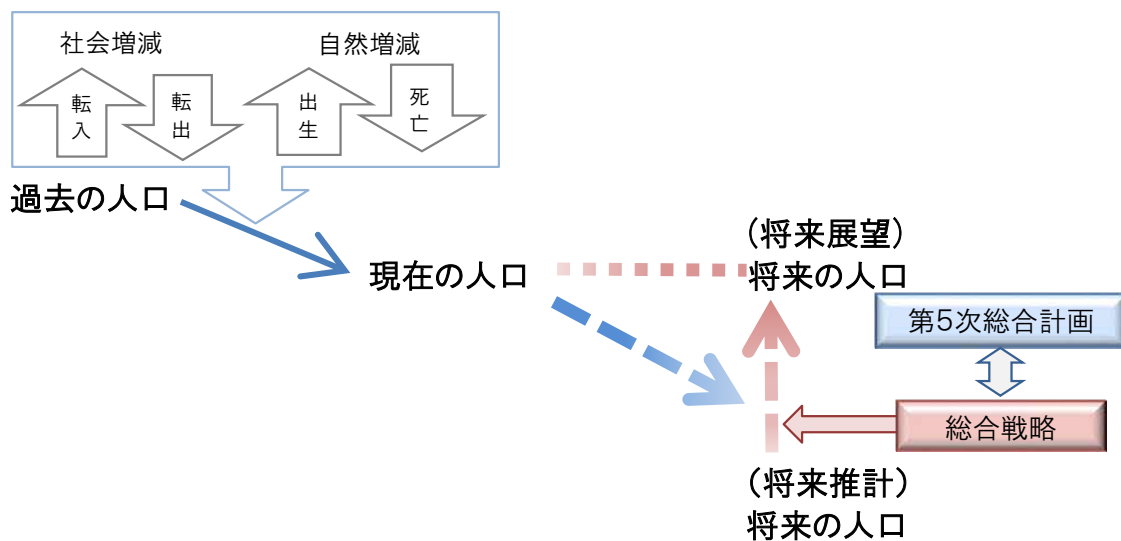 社会増減
自然増減
転入
転出
出生
死亡
過去の人口
現在の人口
（将来展望）
将来の人口
第5次総合計画
総合戦略
（将来推計）
将来の人口